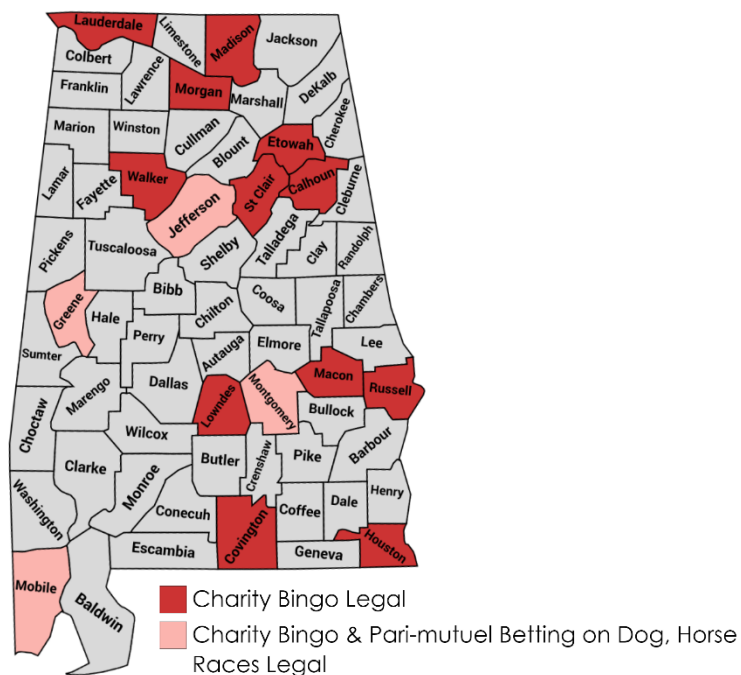 Lauderdale
Limestone
Madison
Jackson
Colbert
Lawrence
Franklin
Morgan
Marshall
DeKalb
Cherokee
Marion
Winston
Cullman
Blount
Etowah
Lamar
Fayette
Walker
Jefferson
St Clair
Calhoun
Cleburne
Pickens
Tuscaloosa
Shelby
Talladega
Clay
Randolph
Greene
Hale
Bibb
Chilton
Coosa
Tallapoosa
Chambers
Sumter
Perry
Autauga
Elmore
Lee
Choctaw
Marengo
Dallas
Lowndes
Montgomery
Macon
Russell
Bullock
Wilcox
Butler
Crenshaw
Pike
Barbour
Clarke
Monroe
Washington
Conecuh
Covington
Coffee
Dale
Henry
Escambia
Geneva
Houston
Mobile
Baldwin
Charity Bingo Legal
Charity Bingo & Pari-mutuel Betting on Dog, Horse
Races Legal